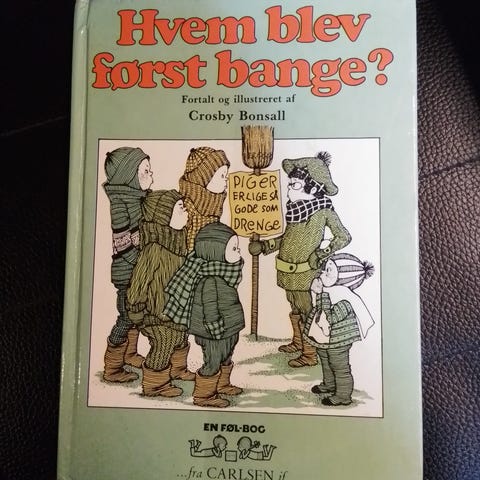 Hvem blev
først bange?
Fortalt og illustreret af
Crosby Bonsall
PIGER
ER LIGE SÅ
GODE SOM
DRENGE
EN FØL-BOG
...fra CARLSEN if